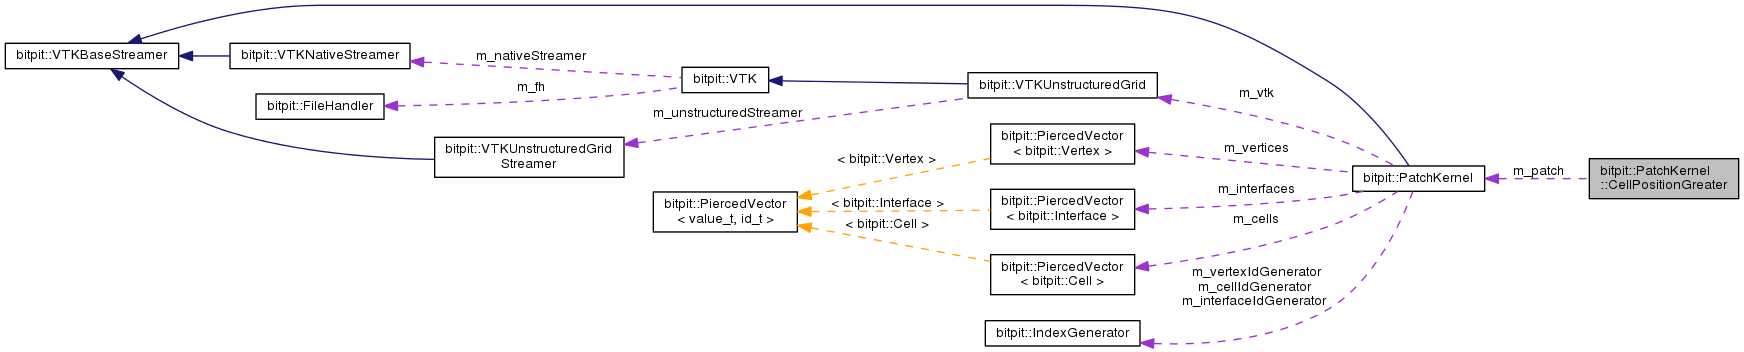 bitpit::VTKBaseStreamer
bitpit::VTKNativeStreamer
m_nativeStreamer
bitpit::FileHandler
m_fh
bitpit::VTK
bitpit::VTKUnstructuredGrid
m_vtk
m_unstructuredStreamer
bitpit::VTKUnstructuredGrid
Streamer
bitpit::PiercedVector
< bitpit::Vertex >
m_vertices
< bitpit::Vertex >
bitpit::PiercedVector
< value_t, id_t >
< bitpit::Interface >
bitpit::PiercedVector
< bitpit::Interface >
m_interfaces
< bitpit::Cell >
bitpit::PiercedVector
< bitpit::Cell >
m_cells
bitpit::PatchKernel
m_patch
bitpit::PatchKernel
::CellPositionGreater
m_vertexIdGenerator
m_cellIdGenerator
m_interfaceIdGenerator
bitpit::IndexGenerator